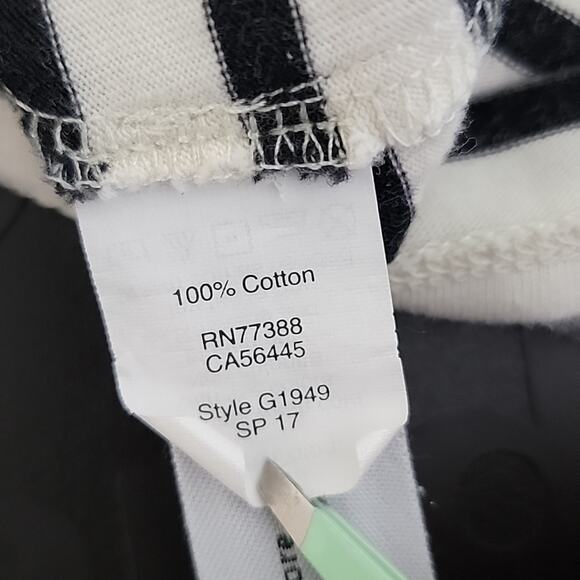 100% Cotton
RN77388
CA56445
Style G1949
SP 17